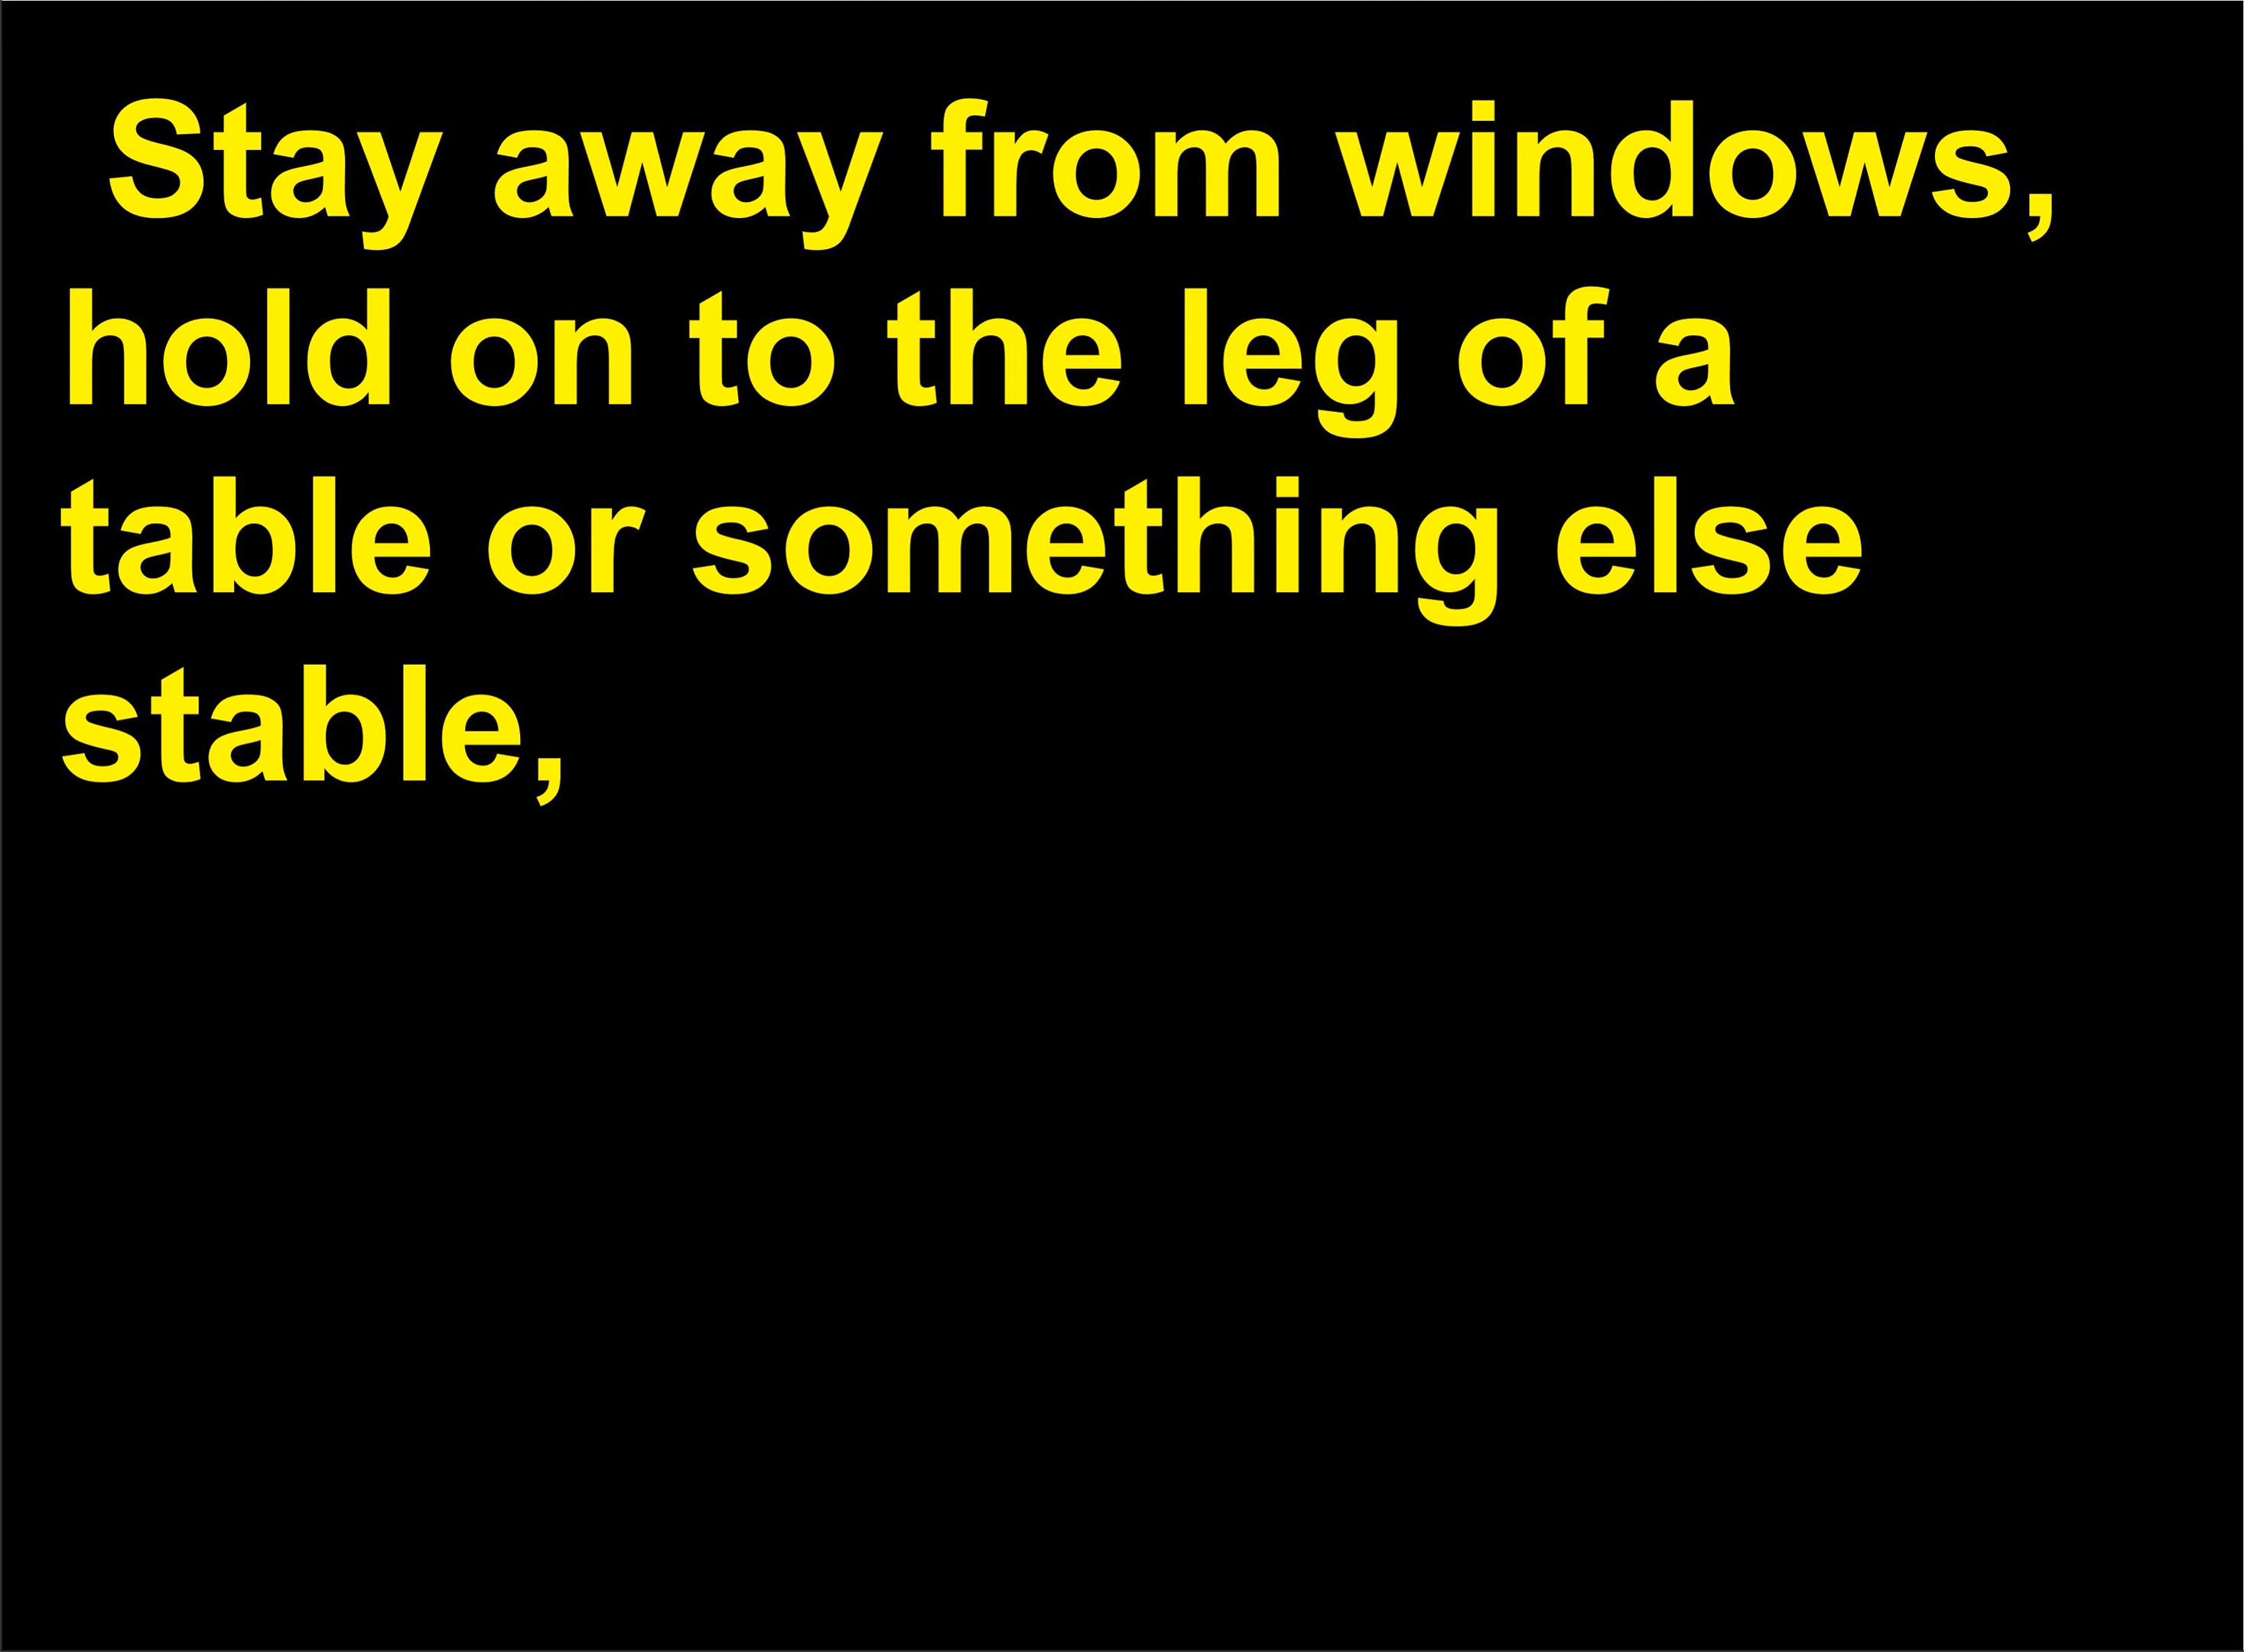 Stay away from windows,
hold on to the leg of a
table or something else
stable,